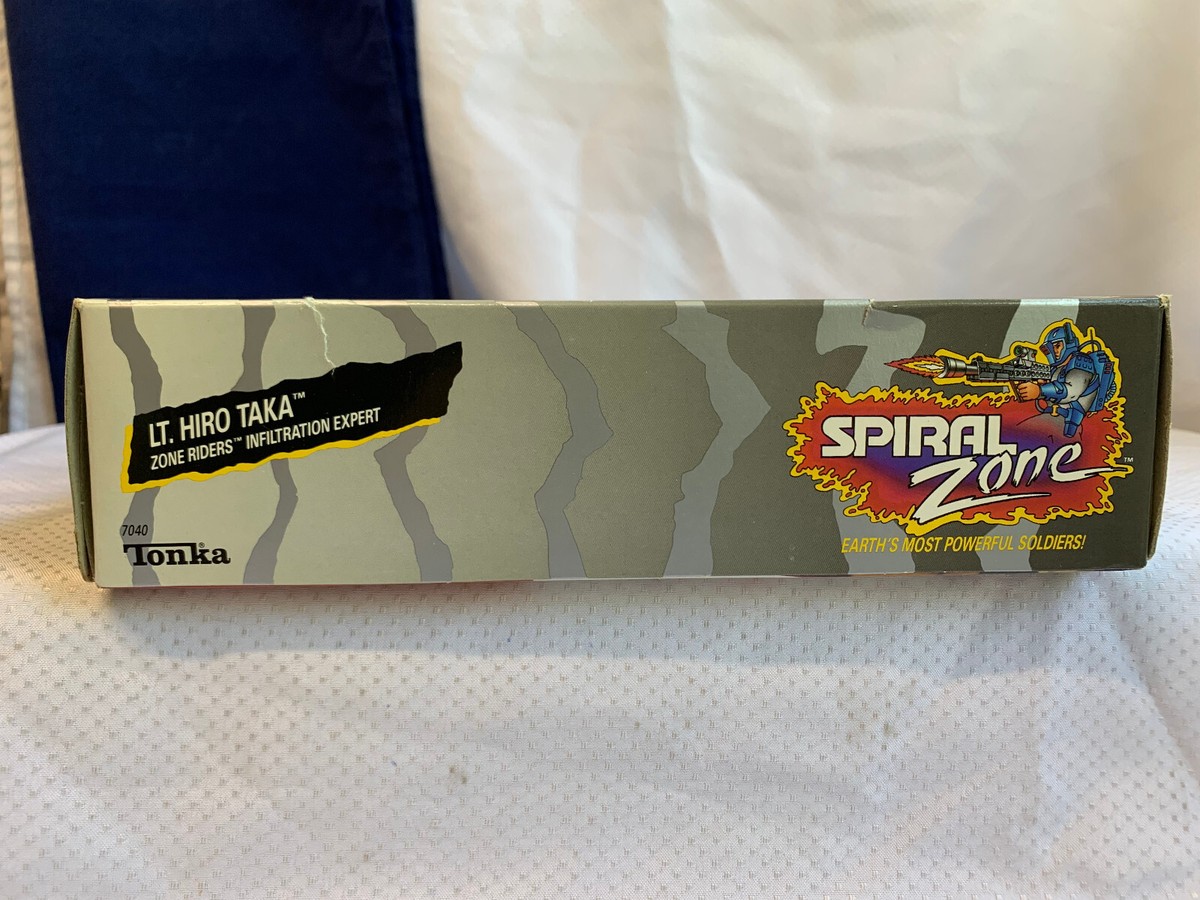 LT. HIRO TAKA™
ZONE RIDERS™ INFILTRATION EXPERT
7040
Tonka®
SPIRAL
Zone™
EARTH'S MOST POWERFUL SOLDIERS!